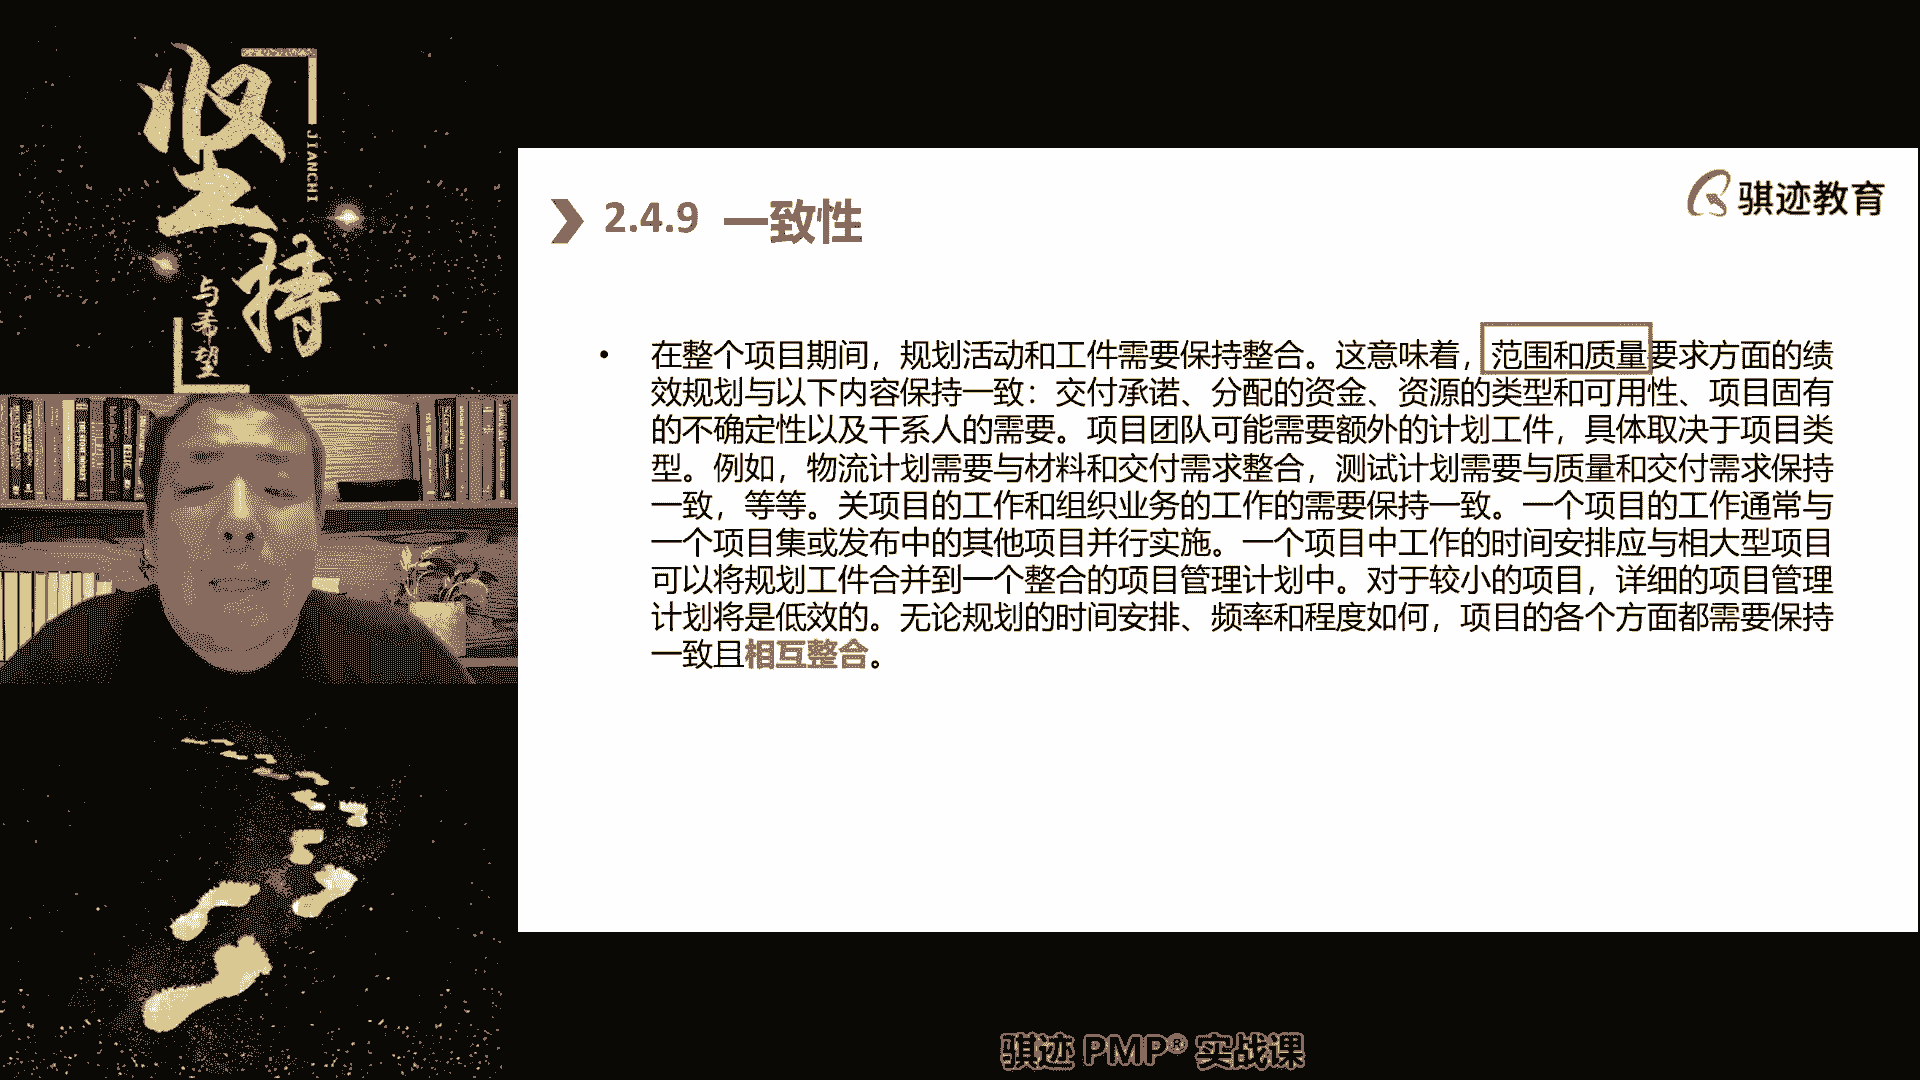 坚持
JIANCHI
与希望
骐迹教育
2.4.9 一致性
• 在整个项目期间，规划活动和工件需要保持整合。这意味着，范围和质量要求方面的绩
效规划与以下内容保持一致：交付承诺、分配的资金、资源的类型和可用性、项目固有
的不确定性以及干系人的需要。项目团队可能需要额外的计划工件，具体取决于项目类
型。例如，物流计划需要与材料和交付需求整合，测试计划需要与质量和交付需求保持
一致，等等。关项目的工作和组织业务的工作的需要保持一致。一个项目的工作通常与
一个项目集或发布中的其他项目并行实施。一个项目中工作的时间安排应与相大型项目
可以将规划工件合并到一个整合的项目管理计划中。对于较小的项目，详细的项目管理
计划将是低效的。无论规划的时间安排、频率和程度如何，项目的各个方面都需要保持
一致且相互整合。
骐迹 PMP® 实战课